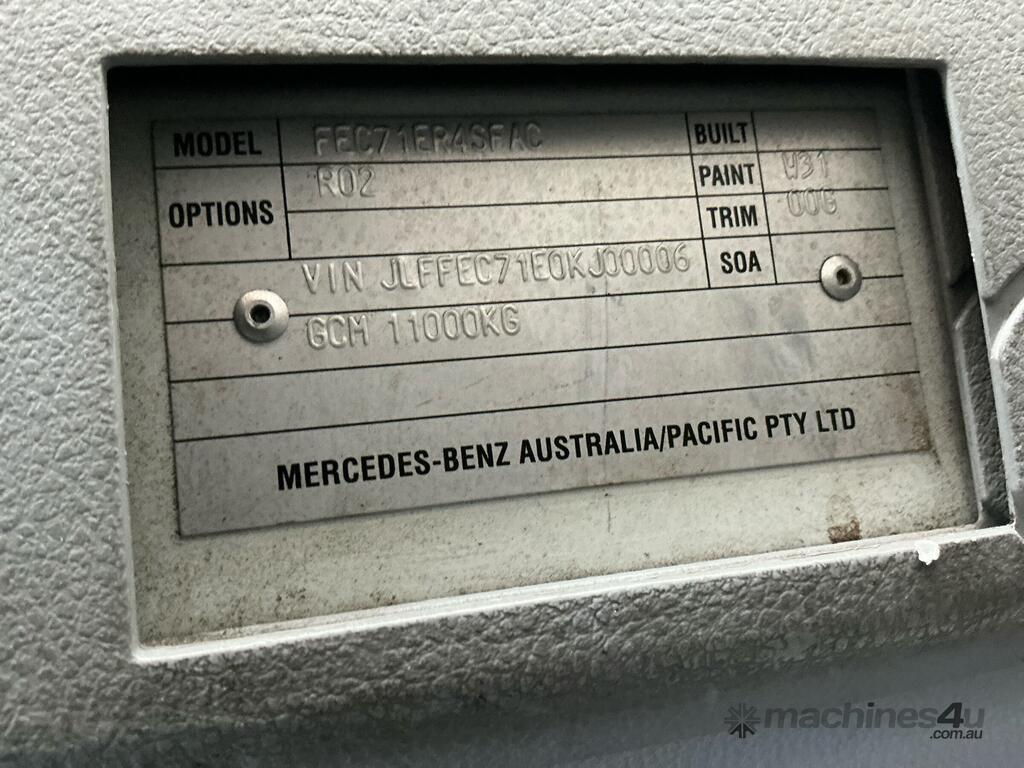 MODEL FEC71ER4SFAC BUILT
OPTIONS R02 PAINT W31
TRIM 00G
VIN JLFFEC71E0KJ00006 SOA
GCM 11000KG
MERCEDES-BENZ AUSTRALIA/PACIFIC PTY LTD
machines4u
.com.au